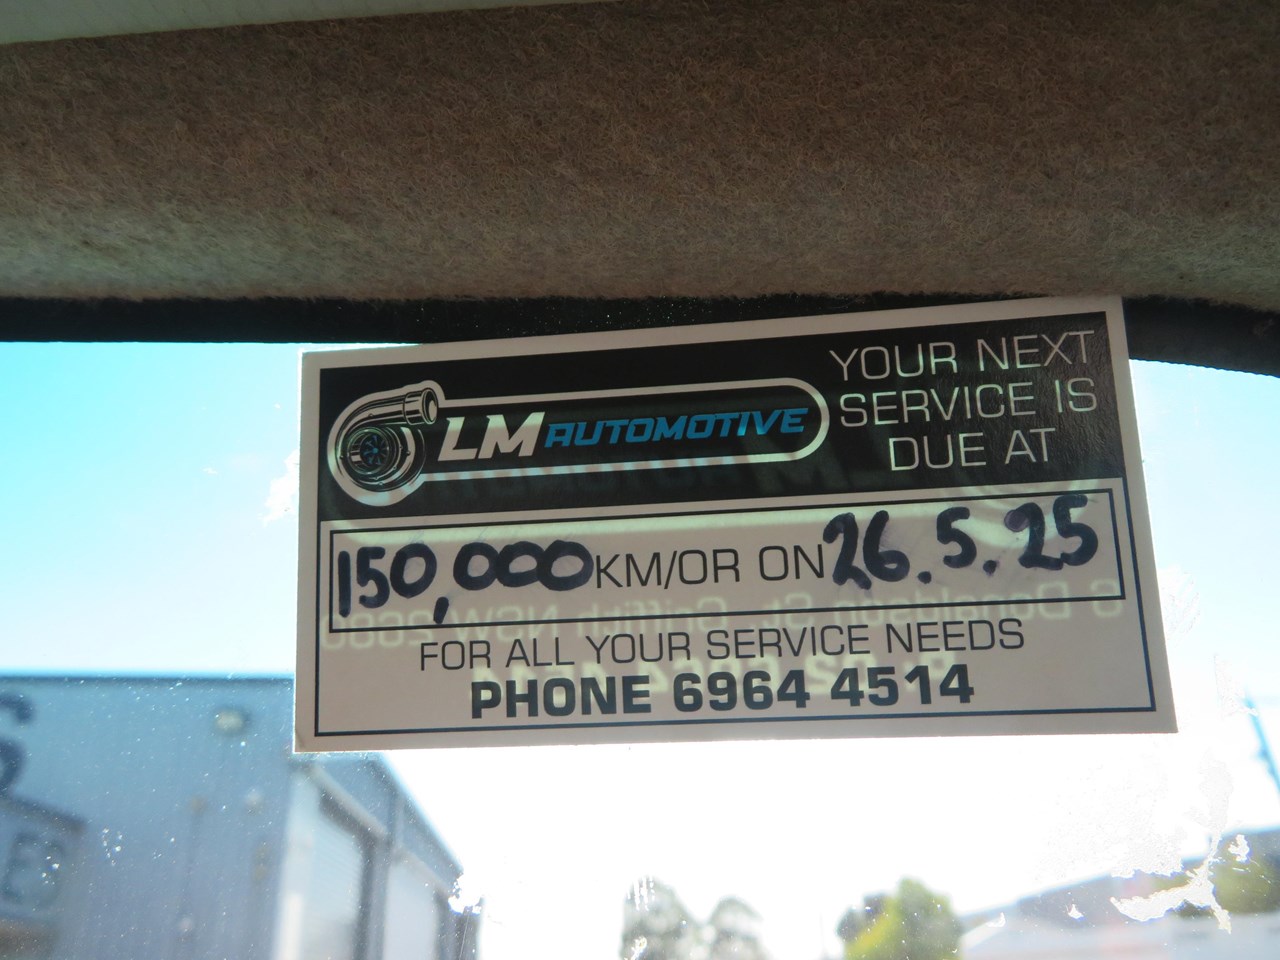 LM AUTOMOTIVE
YOUR NEXT
SERVICE IS
DUE AT
150,000 KM/OR ON 26.5.25
FOR ALL YOUR SERVICE NEEDS
PHONE 6964 4514